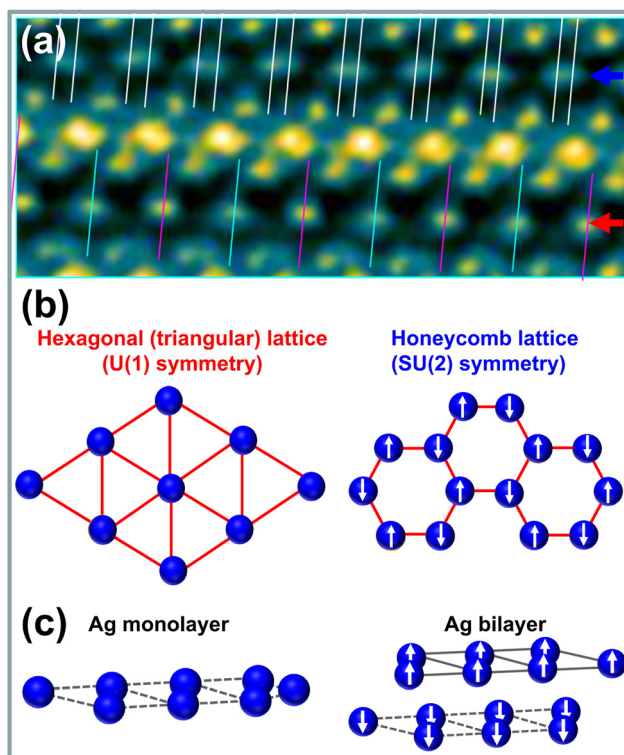 (a)
(b)
Hexagonal (triangular) lattice
(U(1) symmetry)
Honeycomb lattice
(SU(2) symmetry)
(c)
Ag monolayer
Ag bilayer